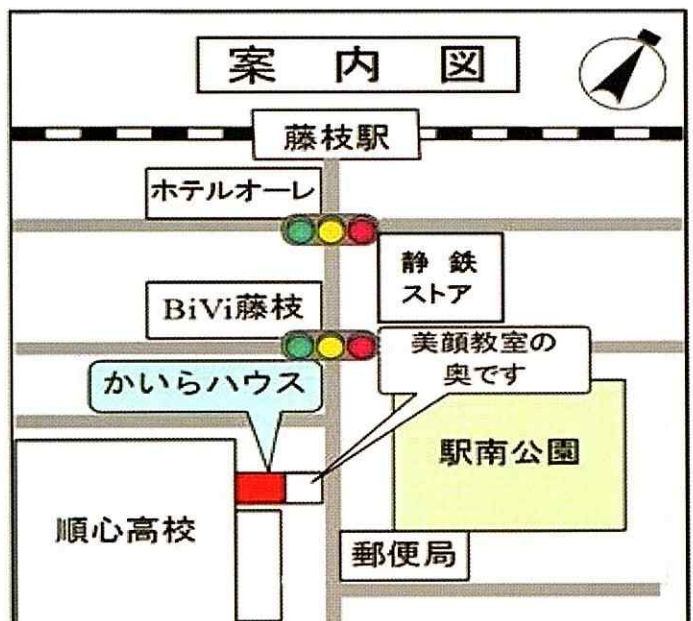 案内図
藤枝駅
ホテルオーレ
静鉄
ストア
BiVi藤枝
美顔教室の
奥です
かいらハウス
駅南公園
順心高校
郵便局